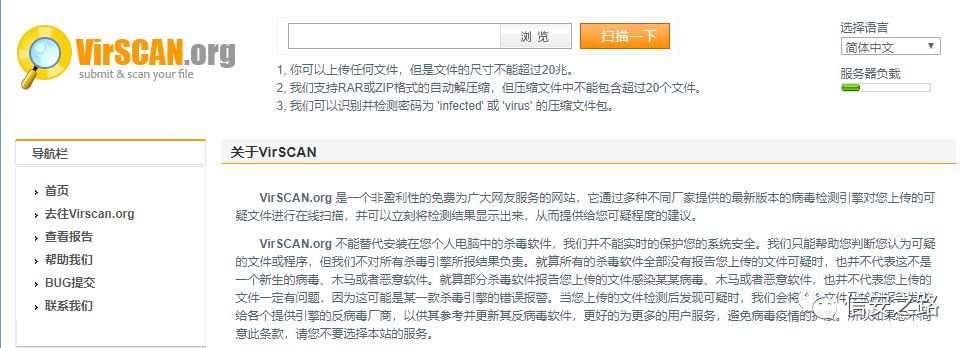 VirSCAN.org
submit & scan your file
浏 览
扫描一下
1, 你可以上传任何文件，但是文件的尺寸不能超过20兆。
2, 我们支持RAR或ZIP格式的自动解压缩，但压缩文件中不能包含超过20个文件。
3, 我们可以识别并检测密码为 'infected' 或 'virus' 的压缩文件包。
选择语言
简体中文
服务器负载
导航栏
首页
去往Virscan.org
查看报告
帮助我们
BUG提交
联系我们
关于VirSCAN
VirSCAN.org 是一个非盈利性的免费为广大网友服务的网站，它通过多种不同厂家提供的最新版本的病毒检测引擎对您上传的可
疑文件进行在线扫描，并可以立刻将检测结果显示出来，从而提供给您可疑程度的建议。
VirSCAN.org 不能替代安装在您个人电脑中的杀毒软件，我们并不能实时的保护您的系统安全。我们只能帮助您判断您认为可疑
的文件或程序，但我们不对所有杀毒引擎所报结果负责。就算所有的杀毒软件全部没有报告您上传的文件可疑时，也并不代表这不是
一个新生的病毒、木马或者恶意软件。就算部分杀毒软件报告您上传的文件感染某某病毒、木马或者恶意软件，也并不代表您上传的
文件一定有问题，因为这可能是某一款杀毒引擎的错误报警。当您上传的文件检测后发现可疑时，我们会将
给各个提供引擎的反病毒厂商，以供其参考并更新其反病毒软件，更好的为更多的用户服务，避免病毒疫情的 所以如果您不同
意此条款，请您不要选择本站的服务。
信安之路